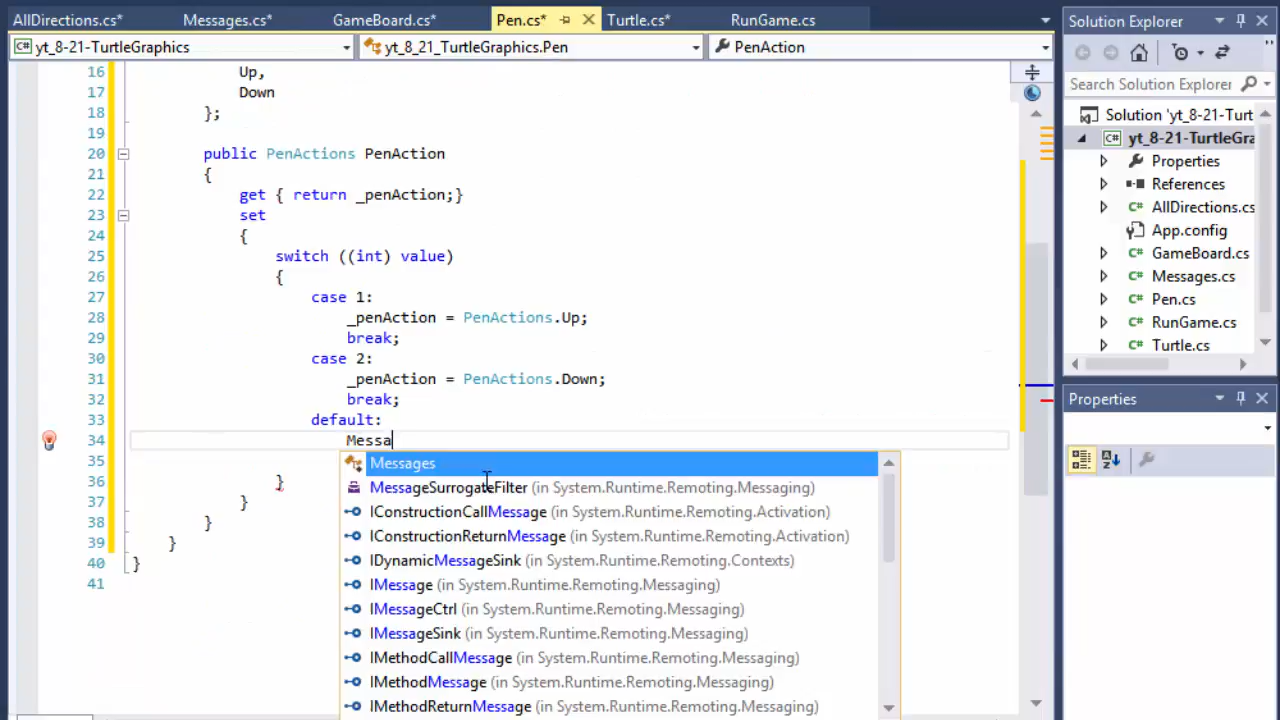 AllDirections.cs* Messages.cs* GameBoard.cs* Pen.cs* Turtle.cs* RunGame.cs
yt_8-21-TurtleGraphics yt_8_21_TurtleGraphics.Pen PenAction
16 Up,
17 Down
18 };
19
20 public PenActions PenAction
21 {
22 get { return _penAction;}
23 set
24 {
25 switch ((int) value)
26 {
27 case 1:
28 _penAction = PenActions.Up;
29 break;
30 case 2:
31 _penAction = PenActions.Down;
32 break;
33 default:
34 Messa
35
36 }
37 }
38 }
39 }
40 }
41
Messages
MessageSurrogateFilter (in System.Runtime.Remoting.Messaging)
IConstructionCallMessage (in System.Runtime.Remoting.Activation)
IConstructionReturnMessage (in System.Runtime.Remoting.Activation)
IDynamicMessageSink (in System.Runtime.Remoting.Contexts)
IMessage (in System.Runtime.Remoting.Messaging)
IMessageCtrl (in System.Runtime.Remoting.Messaging)
IMessageSink (in System.Runtime.Remoting.Messaging)
IMethodCallMessage (in System.Runtime.Remoting.Messaging)
IMethodMessage (in System.Runtime.Remoting.Messaging)
IMethodReturnMessage (in System.Runtime.Remoting.Messaging)
Solution Explorer
Search Solution Explorer
Solution 'yt_8-21-Turt
C# yt_8-21-TurtleGra
Properties
References
C# AllDirections.cs
App.config
C# GameBoard.cs
C# Messages.cs
C# Pen.cs
C# RunGame.cs
C# Turtle.cs
Properties